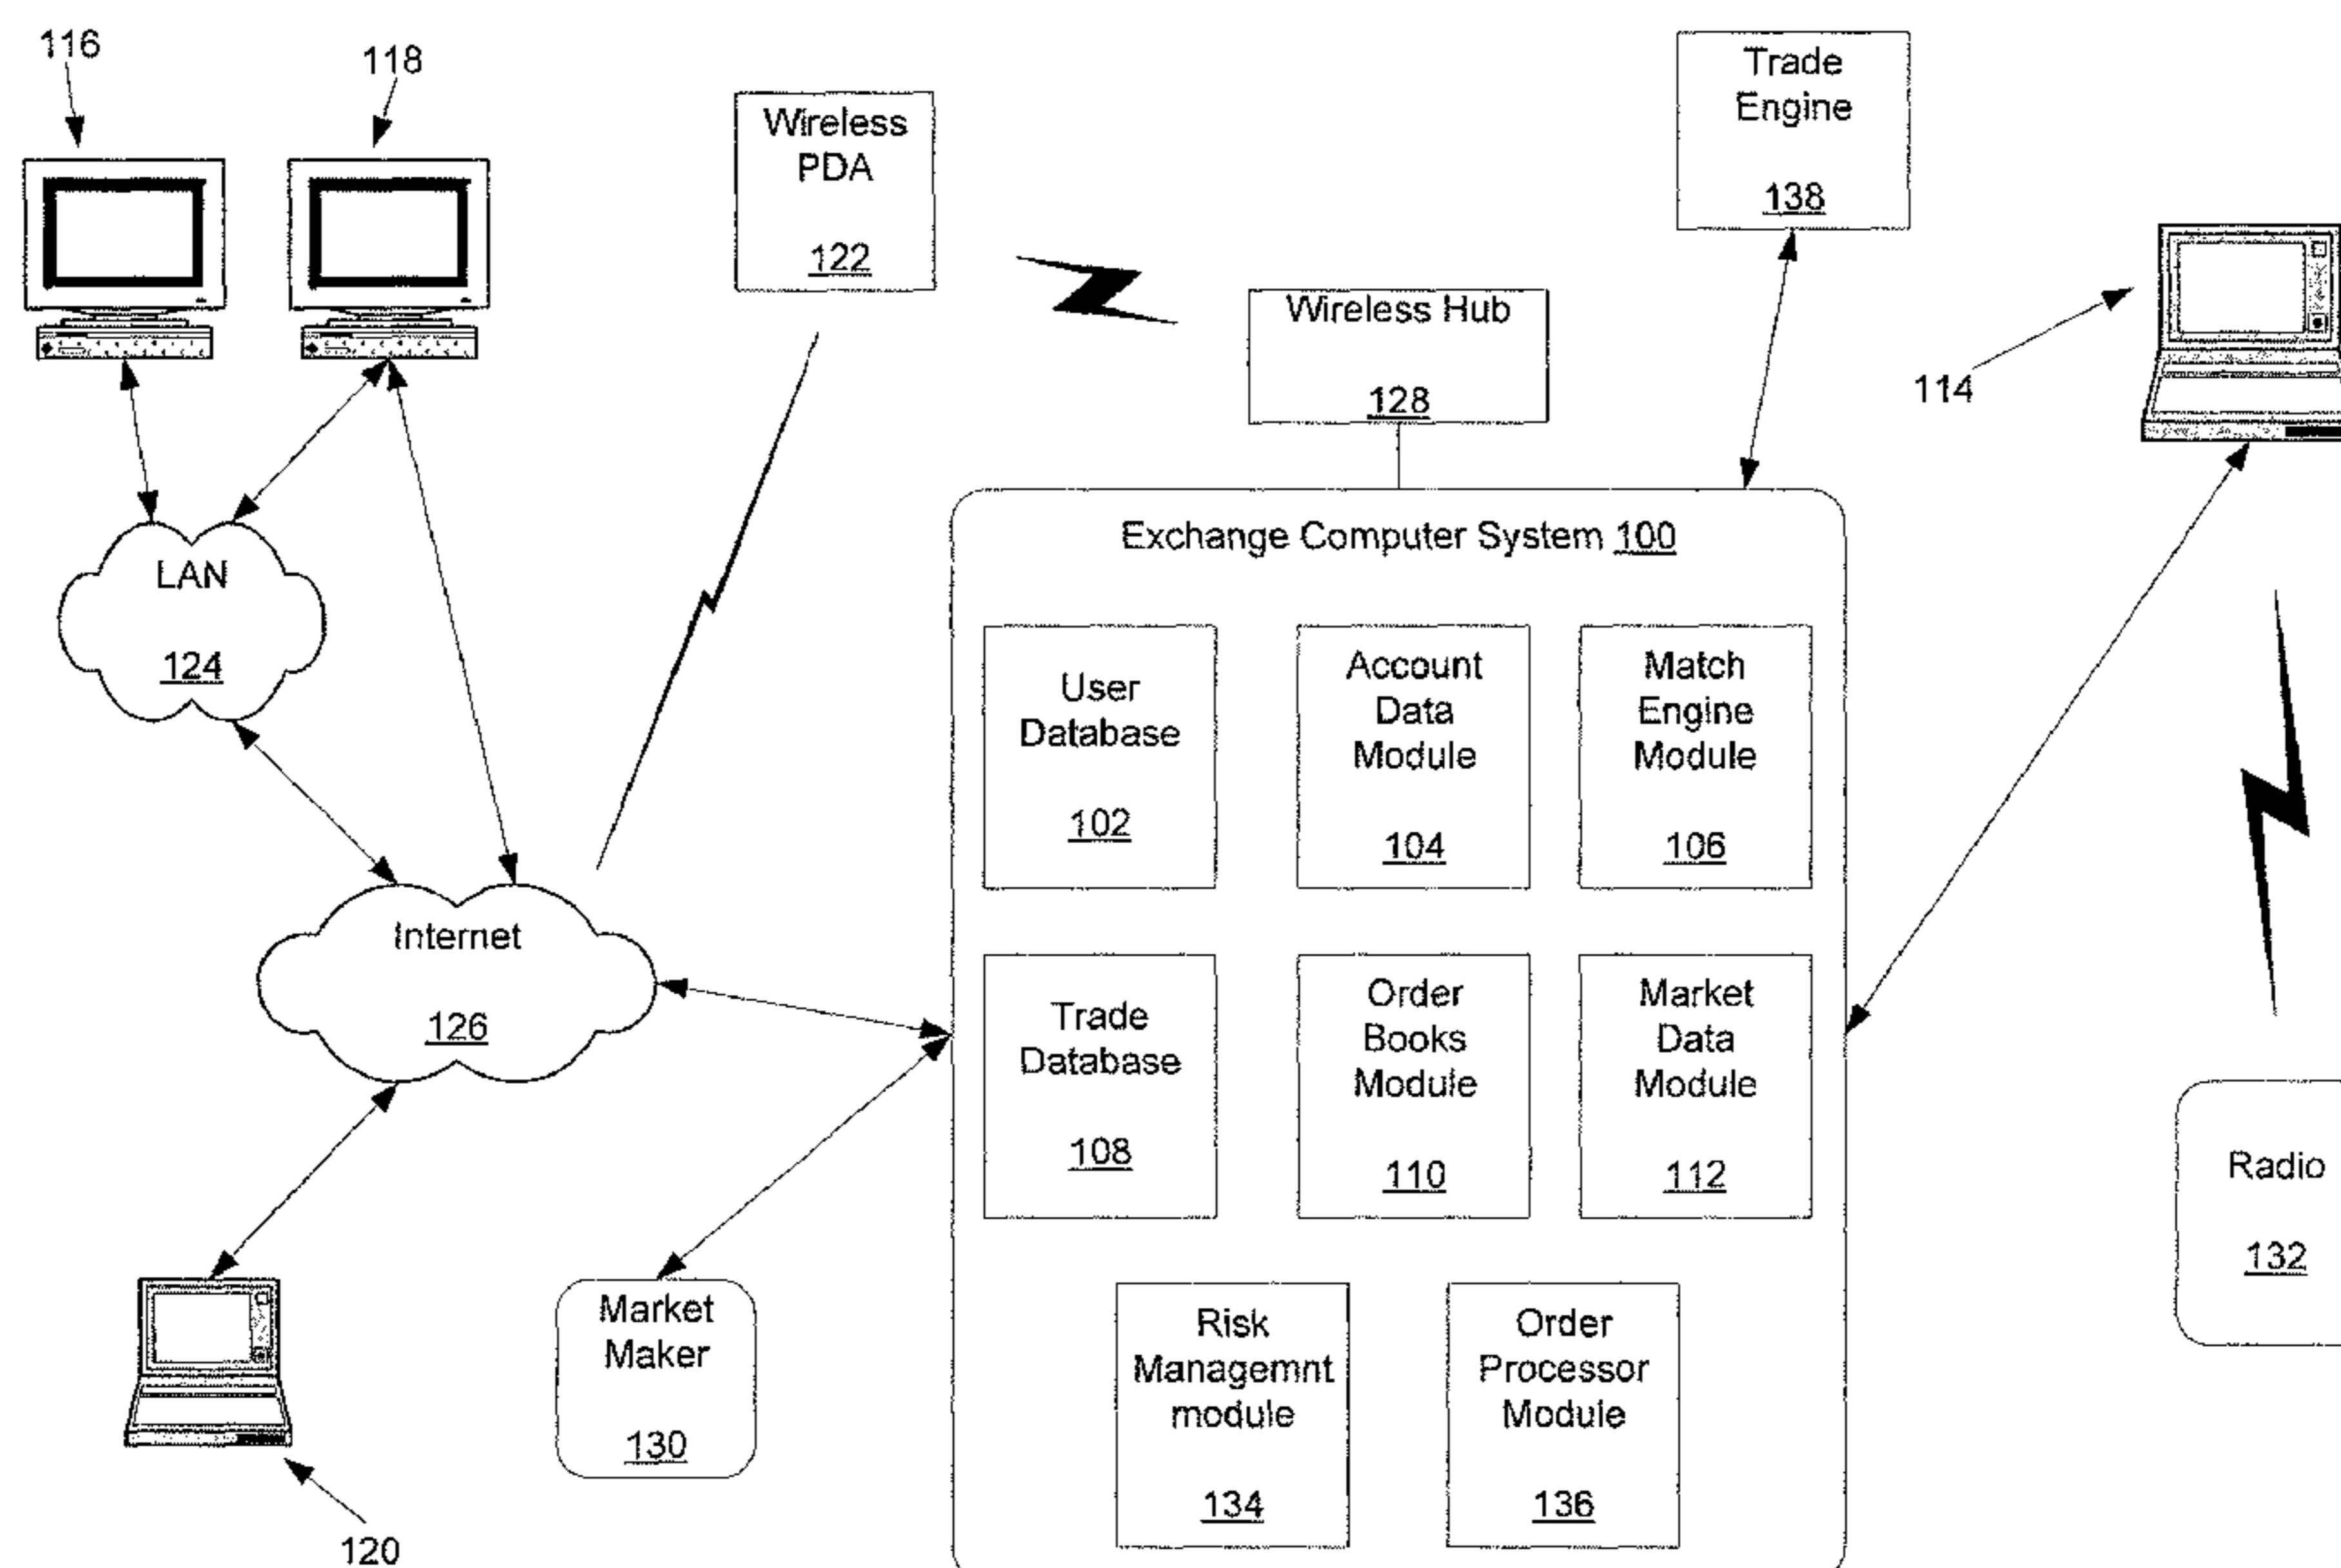 116
118
Wireless
PDA
122
Trade
Engine
138
Wireless Hub
128
114
LAN
124
Exchange Computer System 100
User
Database
102
Account
Data
Module
104
Match
Engine
Module
106
Internet
126
Trade
Database
108
Order
Books
Module
110
Market
Data
Module
112
Radio
132
Market
Maker
130
Risk
Managemnt
module
134
Order
Processor
Module
136
120